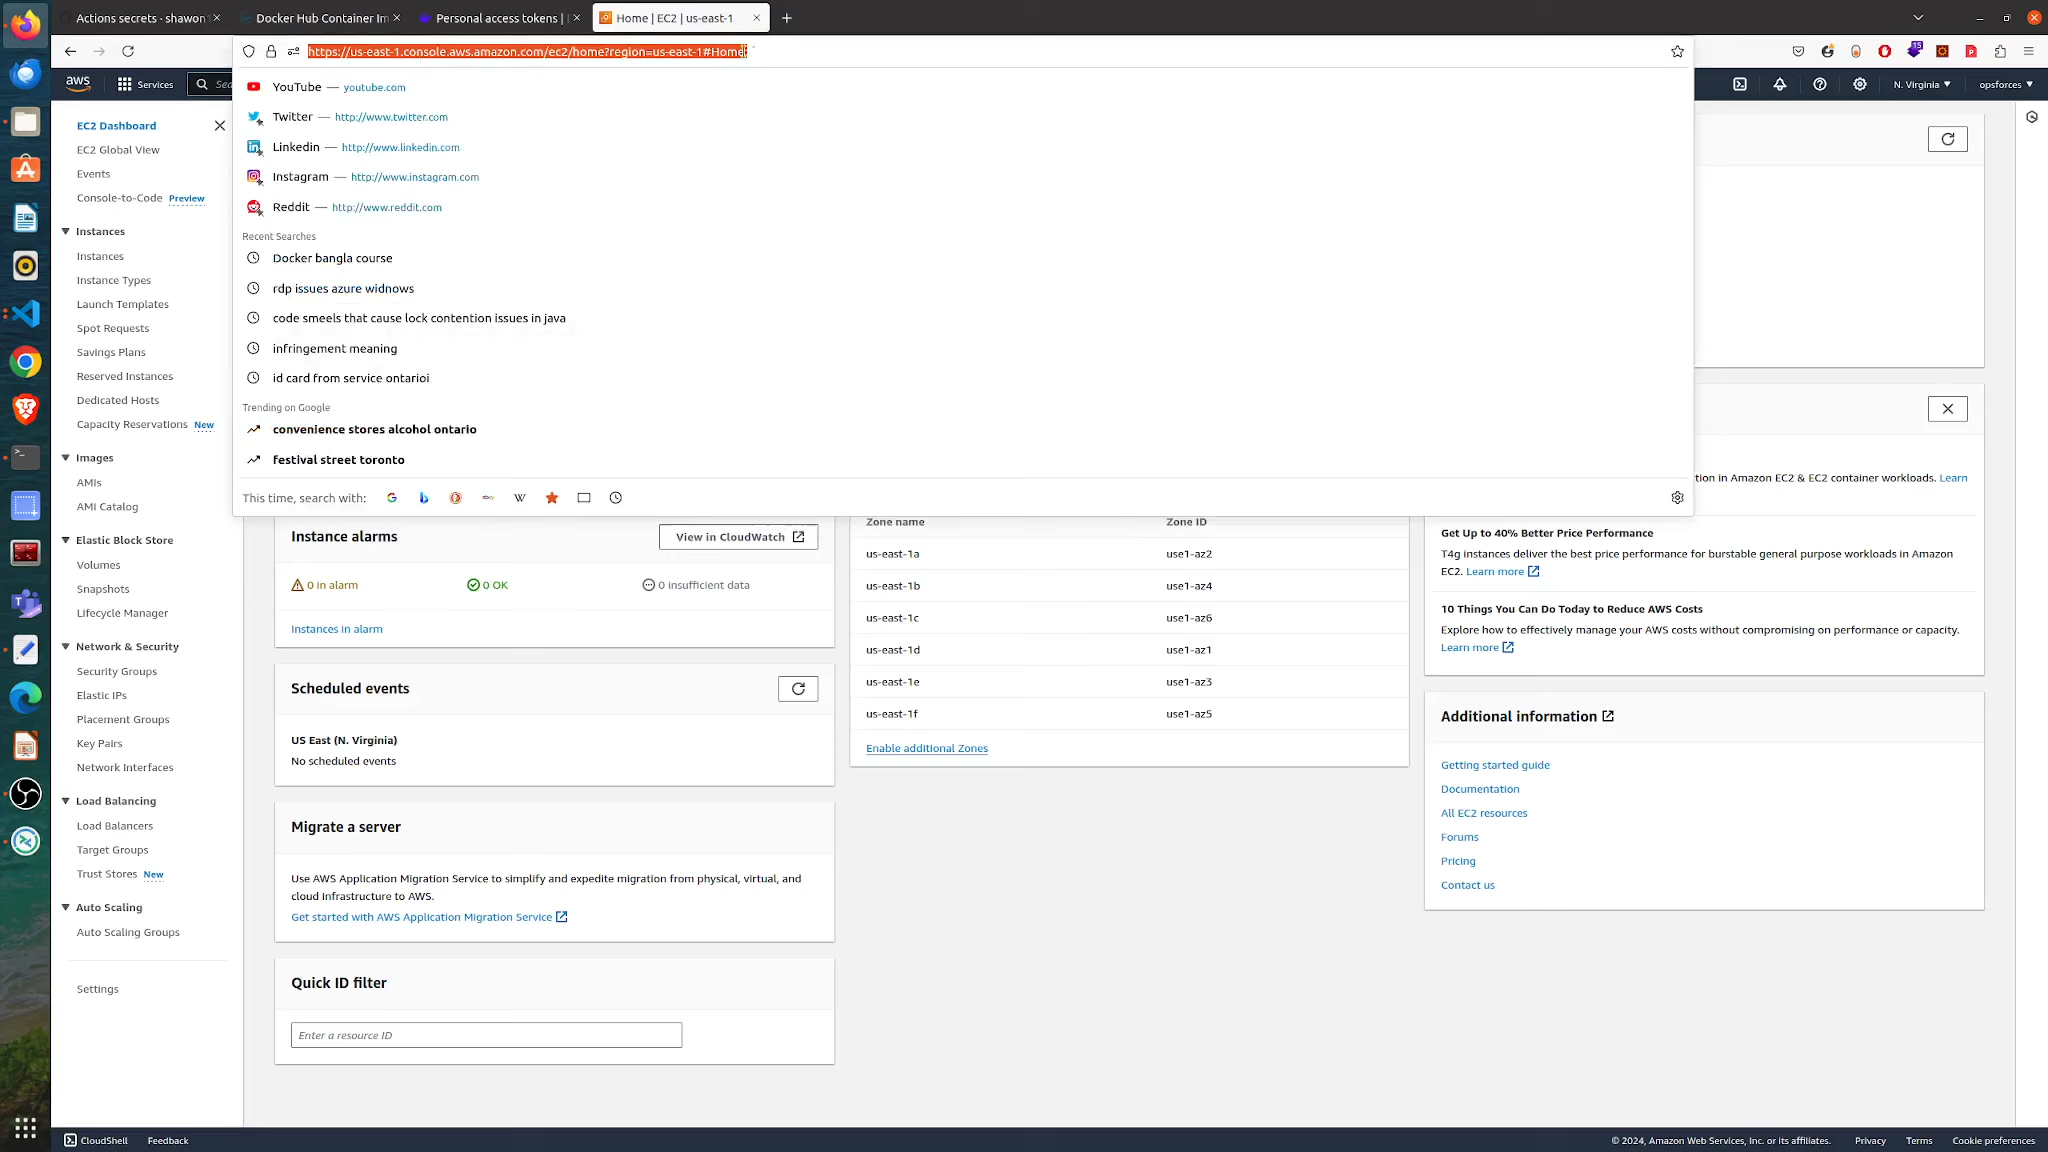 Actions secrets · shawon
Docker Hub Container Im
Personal access tokens |
Home | EC2 | us-east-1
https://us-east-1.console.aws.amazon.com/ec2/home?region=us-east-1#Home:
15
aws
Services
N. Virginia
opsforces
YouTube — youtube.com
Twitter — http://www.twitter.com
Linkedin — http://www.linkedin.com
Instagram — http://www.instagram.com
Reddit — http://www.reddit.com
Recent Searches
Docker bangla course
rdp issues azure widnows
code smeels that cause lock contention issues in java
infringement meaning
id card from service ontarioi
Trending on Google
convenience stores alcohol ontario
festival street toronto
This time, search with:
EC2 Dashboard
EC2 Global View
Events
Console-to-Code Preview
Instances
Instances
Instance Types
Launch Templates
Spot Requests
Savings Plans
Reserved Instances
Dedicated Hosts
Capacity Reservations New
Images
AMIs
AMI Catalog
Elastic Block Store
Volumes
Snapshots
Lifecycle Manager
Network & Security
Security Groups
Elastic IPs
Placement Groups
Key Pairs
Network Interfaces
Load Balancing
Load Balancers
Target Groups
Trust Stores New
Auto Scaling
Auto Scaling Groups
Settings
Instance alarms
View in CloudWatch
0 in alarm
0 OK
0 insufficient data
Instances in alarm
Scheduled events
US East (N. Virginia)
No scheduled events
Migrate a server
Use AWS Application Migration Service to simplify and expedite migration from physical, virtual, and
cloud infrastructure to AWS.
Get started with AWS Application Migration Service
Quick ID filter
Enter a resource ID
Zone name Zone ID
us-east-1a use1-az2
us-east-1b use1-az4
us-east-1c use1-az6
us-east-1d use1-az1
us-east-1e use1-az3
us-east-1f use1-az5
Enable additional Zones
tion in Amazon EC2 & EC2 container workloads. Learn
Get Up to 40% Better Price Performance
T4g instances deliver the best price performance for burstable general purpose workloads in Amazon
EC2. Learn more
10 Things You Can Do Today to Reduce AWS Costs
Explore how to effectively manage your AWS costs without compromising on performance or capacity.
Learn more
Additional information
Getting started guide
Documentation
All EC2 resources
Forums
Pricing
Contact us
CloudShell
Feedback
© 2024, Amazon Web Services, Inc. or its affiliates.
Privacy
Terms
Cookie preferences